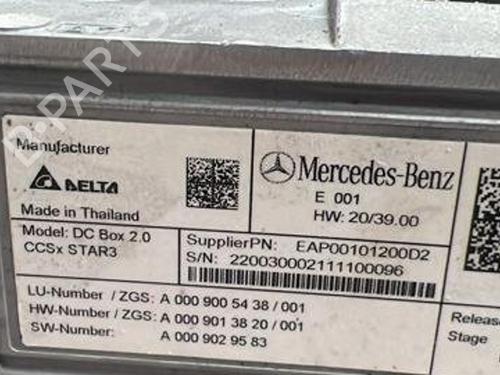 B-PARTS
Manufacturer
DELTA
Made in Thailand
Model: DC Box 2.0
CCSx STAR3
Mercedes-Benz
E 001
HW: 20/39.00
SupplierPN: EAP00101200D2
S/N: 220030002111100096
LU-Number / ZGS: A 000 900 54 38 / 001
HW-Number / ZGS: A 000 901 38 20 / 001
SW-Number: A 000 902 95 83
Release
Stage